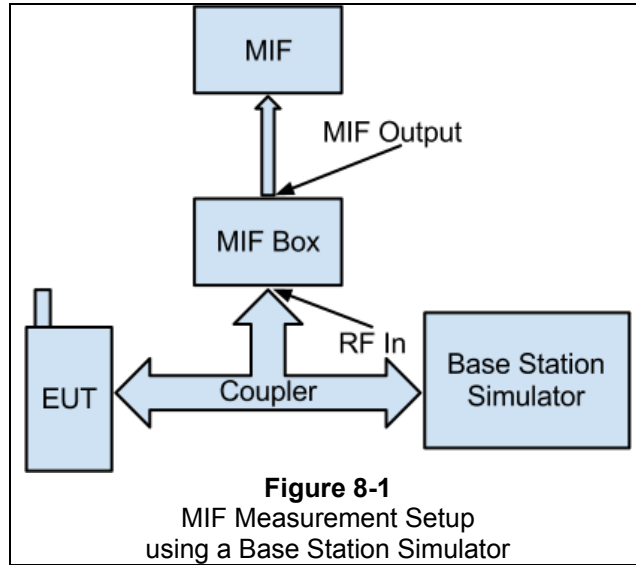 MIF
MIF Output
MIF Box
RF In
EUT
Coupler
Base Station
Simulator
Figure 8-1
MIF Measurement Setup
using a Base Station Simulator